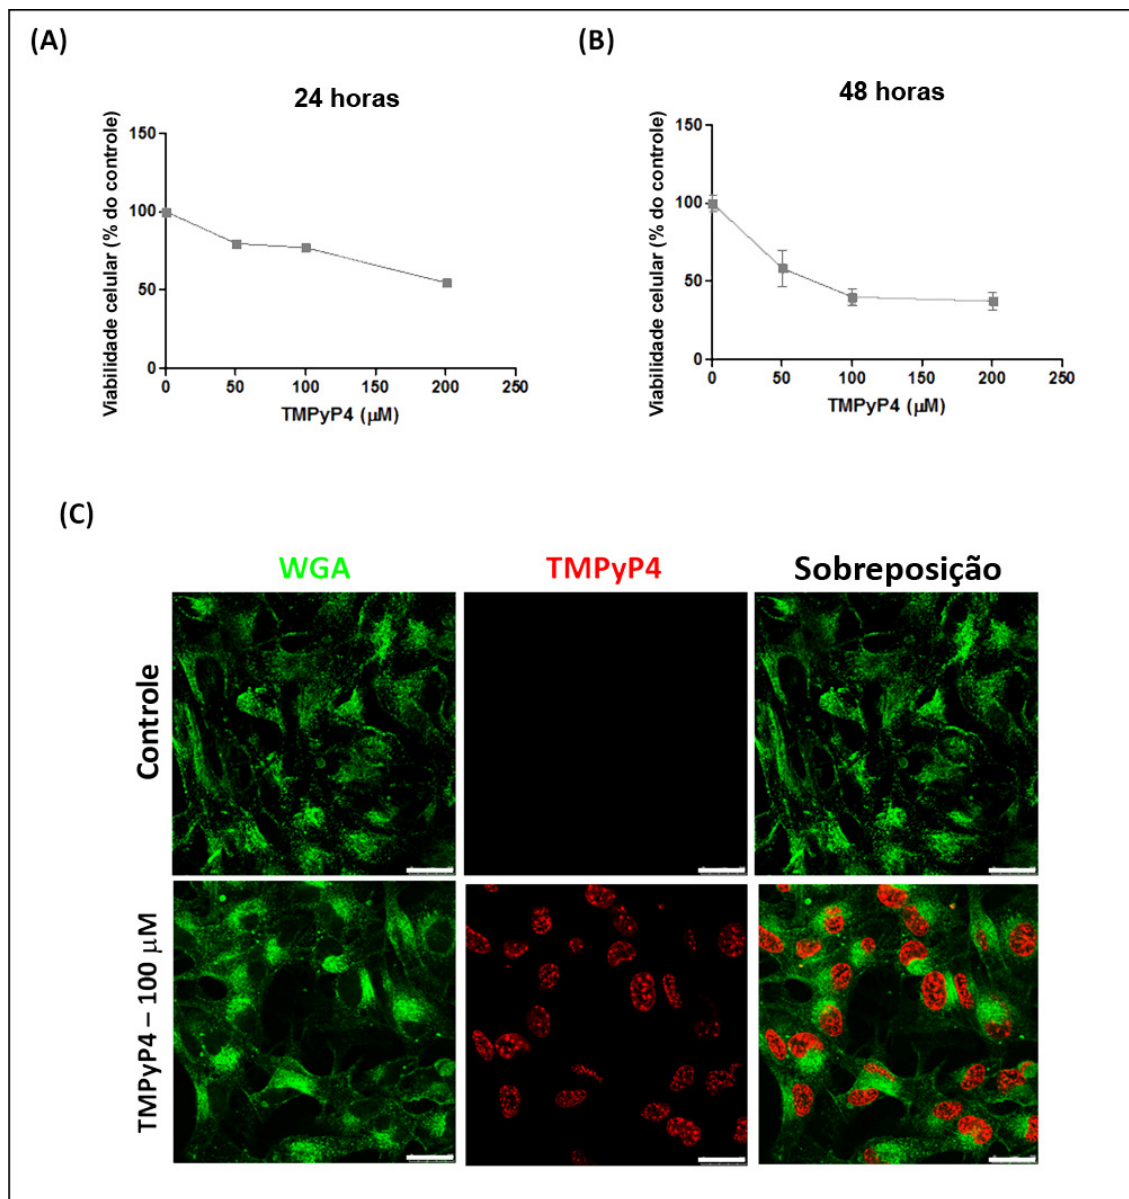 (A)
24 horas
Viabilidade celular (% do controle)
150
100
50
0
0 50 100 150 200 250
TMPyP4 (μM)
(B)
48 horas
Viabilidade celular (% do controle)
150
100
50
0
0 50 100 150 200 250
TMPyP4 (μM)
(C)
WGA TMPyP4 Sobreposição
Controle
TMPyP4 – 100 μM